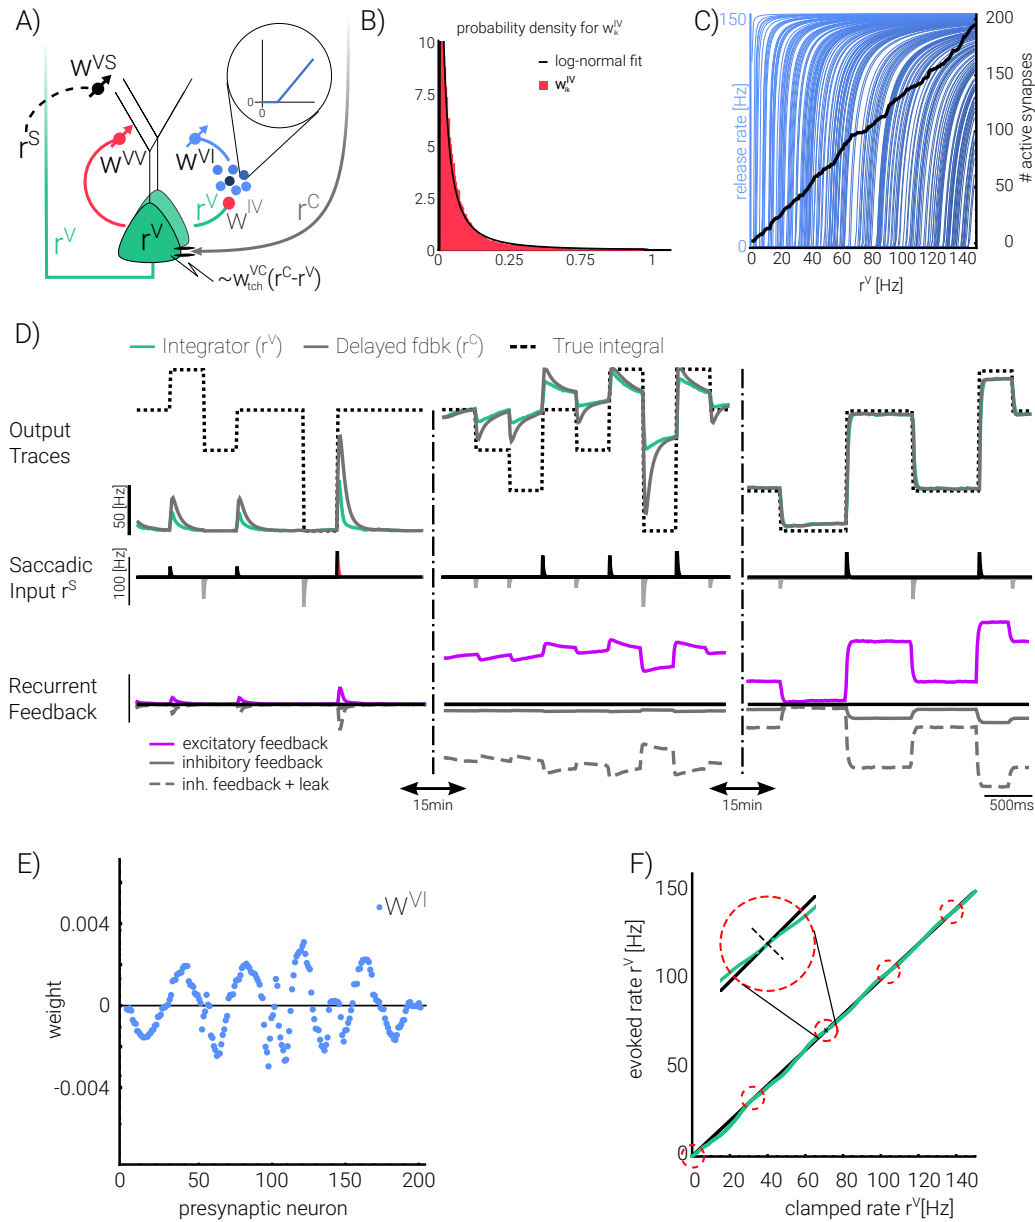 A)
W^VS
r^S
W^VV
W^VI
0
0
r^V
r^V
r^V
W^IV
r^C
~w^VC_tch(r^C-r^V)
B)
probability density for w^IV_ik
log-normal fit
w^IV_ik
10
7.5
5
2.5
0
0
0.25
0.75
1
C)
150
0
release rate [Hz]
200
150
100
50
0
# active synapses
0 20 40 60 80 100 120 140
r^V [Hz]
D)
Integrator (r^V)
Delayed fdbk (r^C)
True integral
Output
Traces
50 [Hz]
Saccadic
Input r^S
100 [Hz]
Recurrent
Feedback
excitatory feedback
inhibitory feedback
inh. feedback + leak
15min
15min
500ms
E)
W^VI
0.004
0
-0.004
weight
0 50 100 150 200
presynaptic neuron
F)
150
100
50
0
evoked rate r^V [Hz]
20 40 60 80 100 120 140
clamped rate r^V[Hz]